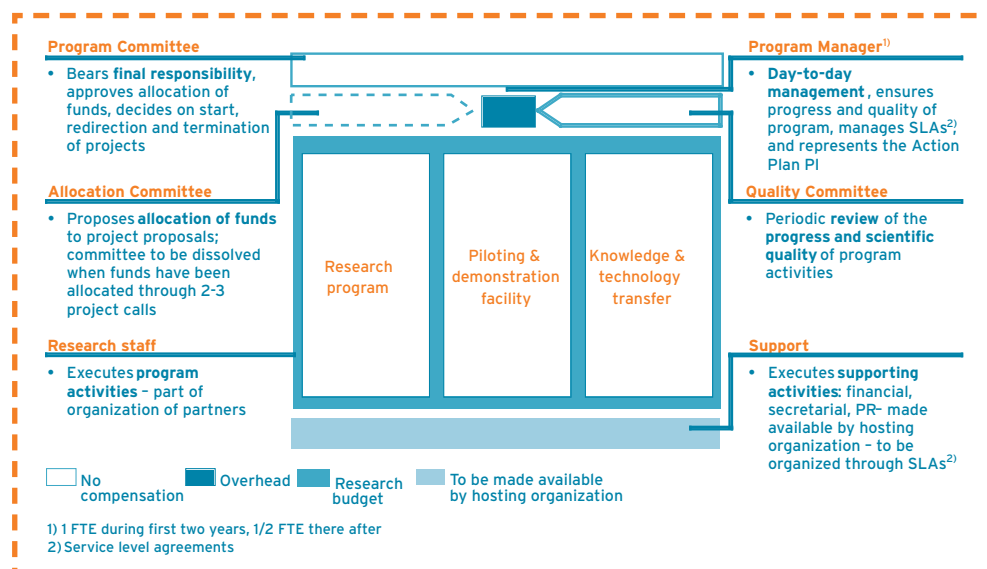 Program Committee
• Bears final responsibility,
approves allocation of
funds, decides on start,
redirection and termination
of projects
Allocation Committee
• Proposes allocation of funds
to project proposals;
committee to be dissolved
when funds have been
allocated through 2-3
project calls
Research staff
• Executes program
activities – part of
organization of partners
Research
program
Piloting &
demonstration
facility
Knowledge &
technology
transfer
Program Manager1)
• Day-to-day
management , ensures
progress and quality of
program, manages SLAs2),
and represents the Action
Plan PI
Quality Committee
• Periodic review of the
progress and scientific
quality of program
activities
Support
• Executes supporting
activities: financial,
secretarial, PR– made
available by hosting
organization – to be
organized through SLAs2)
No
compensation
Overhead
Research
budget
To be made available
by hosting organization
1) 1 FTE during first two years, 1/2 FTE there after
2) Service level agreements